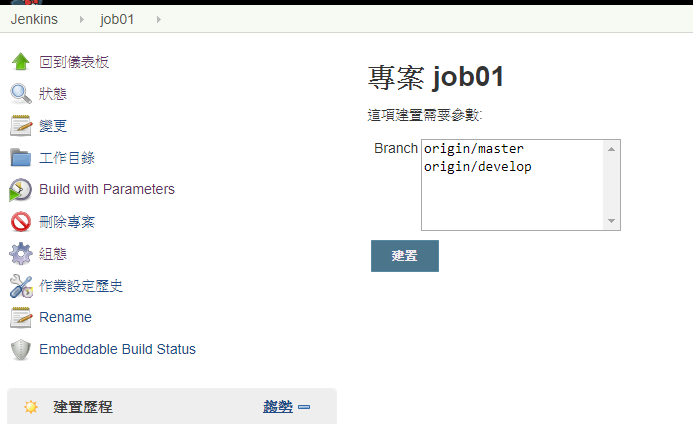 Jenkins job01
回到儀表板
狀態
變更
工作目錄
Build with Parameters
刪除專案
組態
作業設定歷史
Rename
Embeddable Build Status
建置歷程 趨勢
專案 job01
這項建置需要參數:
Branch origin/master
origin/develop
建置